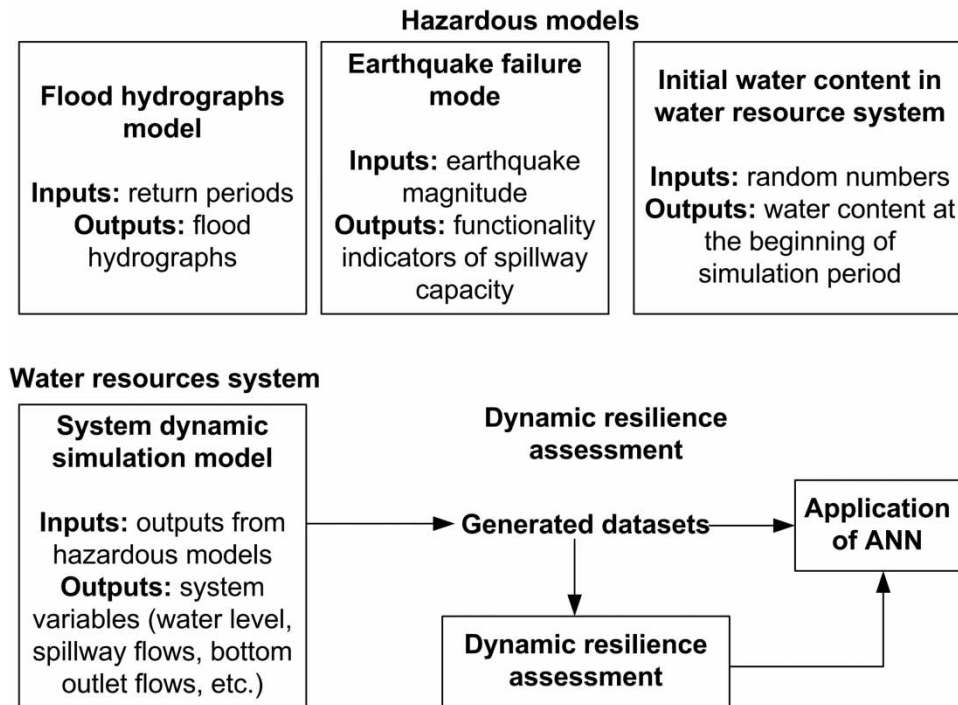 Hazardous models
Flood hydrographs
model
Inputs: return periods
Outputs: flood
hydrographs
Earthquake failure
mode
Inputs: earthquake
magnitude
Outputs: functionality
indicators of spillway
capacity
Initial water content in
water resource system
Inputs: random numbers
Outputs: water content at
the beginning of
simulation period
Water resources system
System dynamic
simulation model
Inputs: outputs from
hazardous models
Outputs: system
variables (water level,
spillway flows, bottom
outlet flows, etc.)
Dynamic resilience
assessment
Generated datasets
Application
of ANN
Dynamic resilience
assessment